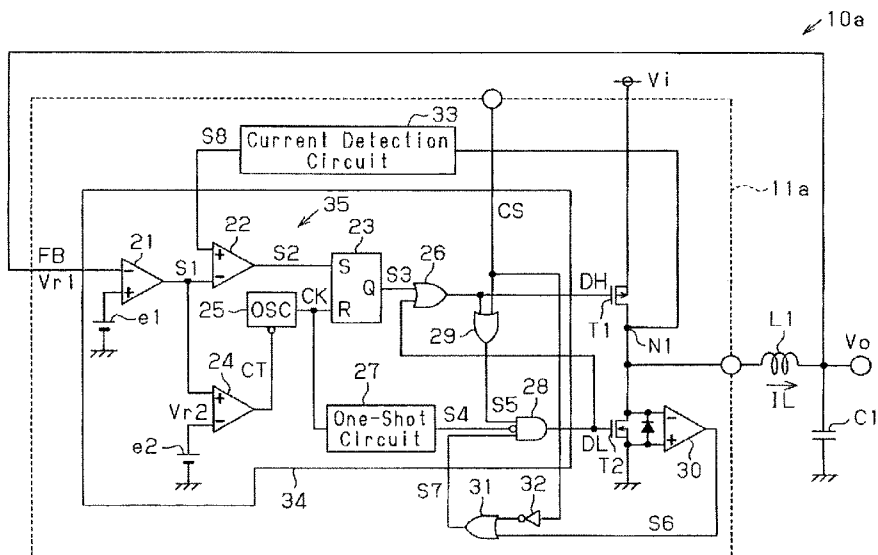 10a
Vi
33
S8
Current Detection
Circuit
11a
35
CS
21
22
23
FB
Vr1
S1
S2
S
Q
R
S3
26
25
OSC
CK
DH
T1
e1
29
N1
L1
Vo
24
CT
27
IL
Vr2
One-Shot
Circuit
S4
S5
28
DL
T2
30
C1
e2
34
S7
31
32
S6